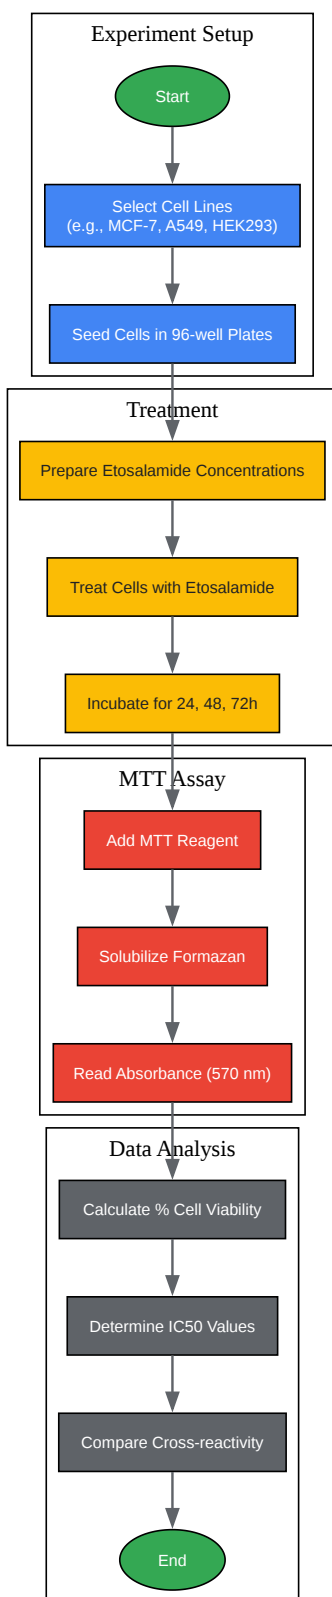 Experiment Setup
Start
Select Cell Lines
(e.g., MCF-7, A549, HEK293)
Seed Cells in 96-well Plates
Treatment
Prepare Etosalamide Concentrations
Treat Cells with Etosalamide
Incubate for 24, 48, 72h
MTT Assay
Add MTT Reagent
Solubilize Formazan
Read Absorbance (570 nm)
Data Analysis
Calculate % Cell Viability
Determine IC50 Values
Compare Cross-reactivity
End